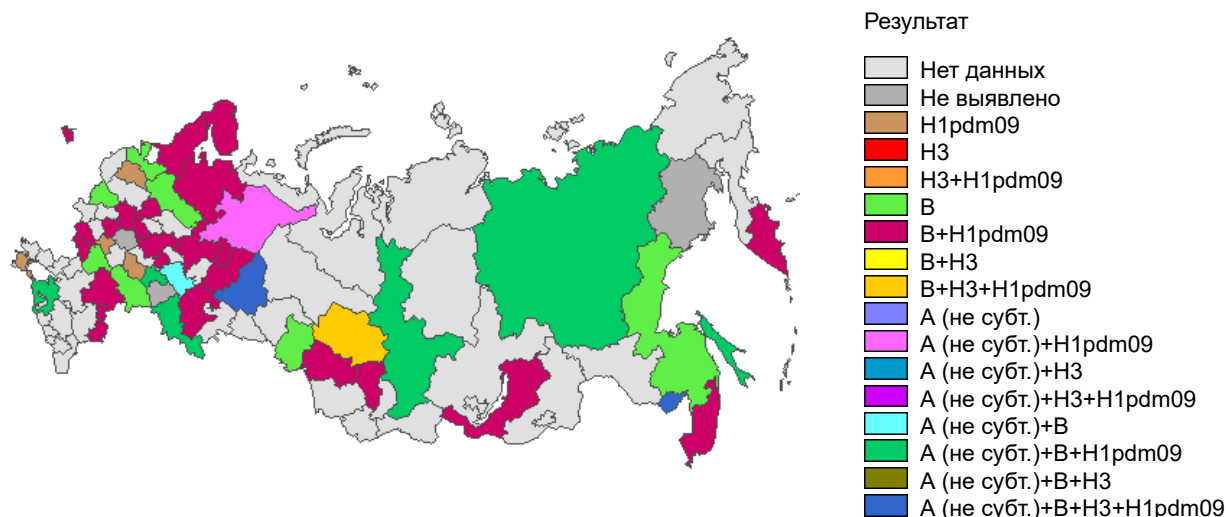 Результат
Нет данных
Не выявлено
H1pdm09
H3
H3+H1pdm09
B
B+H1pdm09
B+H3
B+H3+H1pdm09
А (не субт.)
А (не субт.)+H1pdm09
А (не субт.)+H3
А (не субт.)+H3+H1pdm09
А (не субт.)+B
А (не субт.)+B+H1pdm09
А (не субт.)+B+H3
А (не субт.)+B+H3+H1pdm09